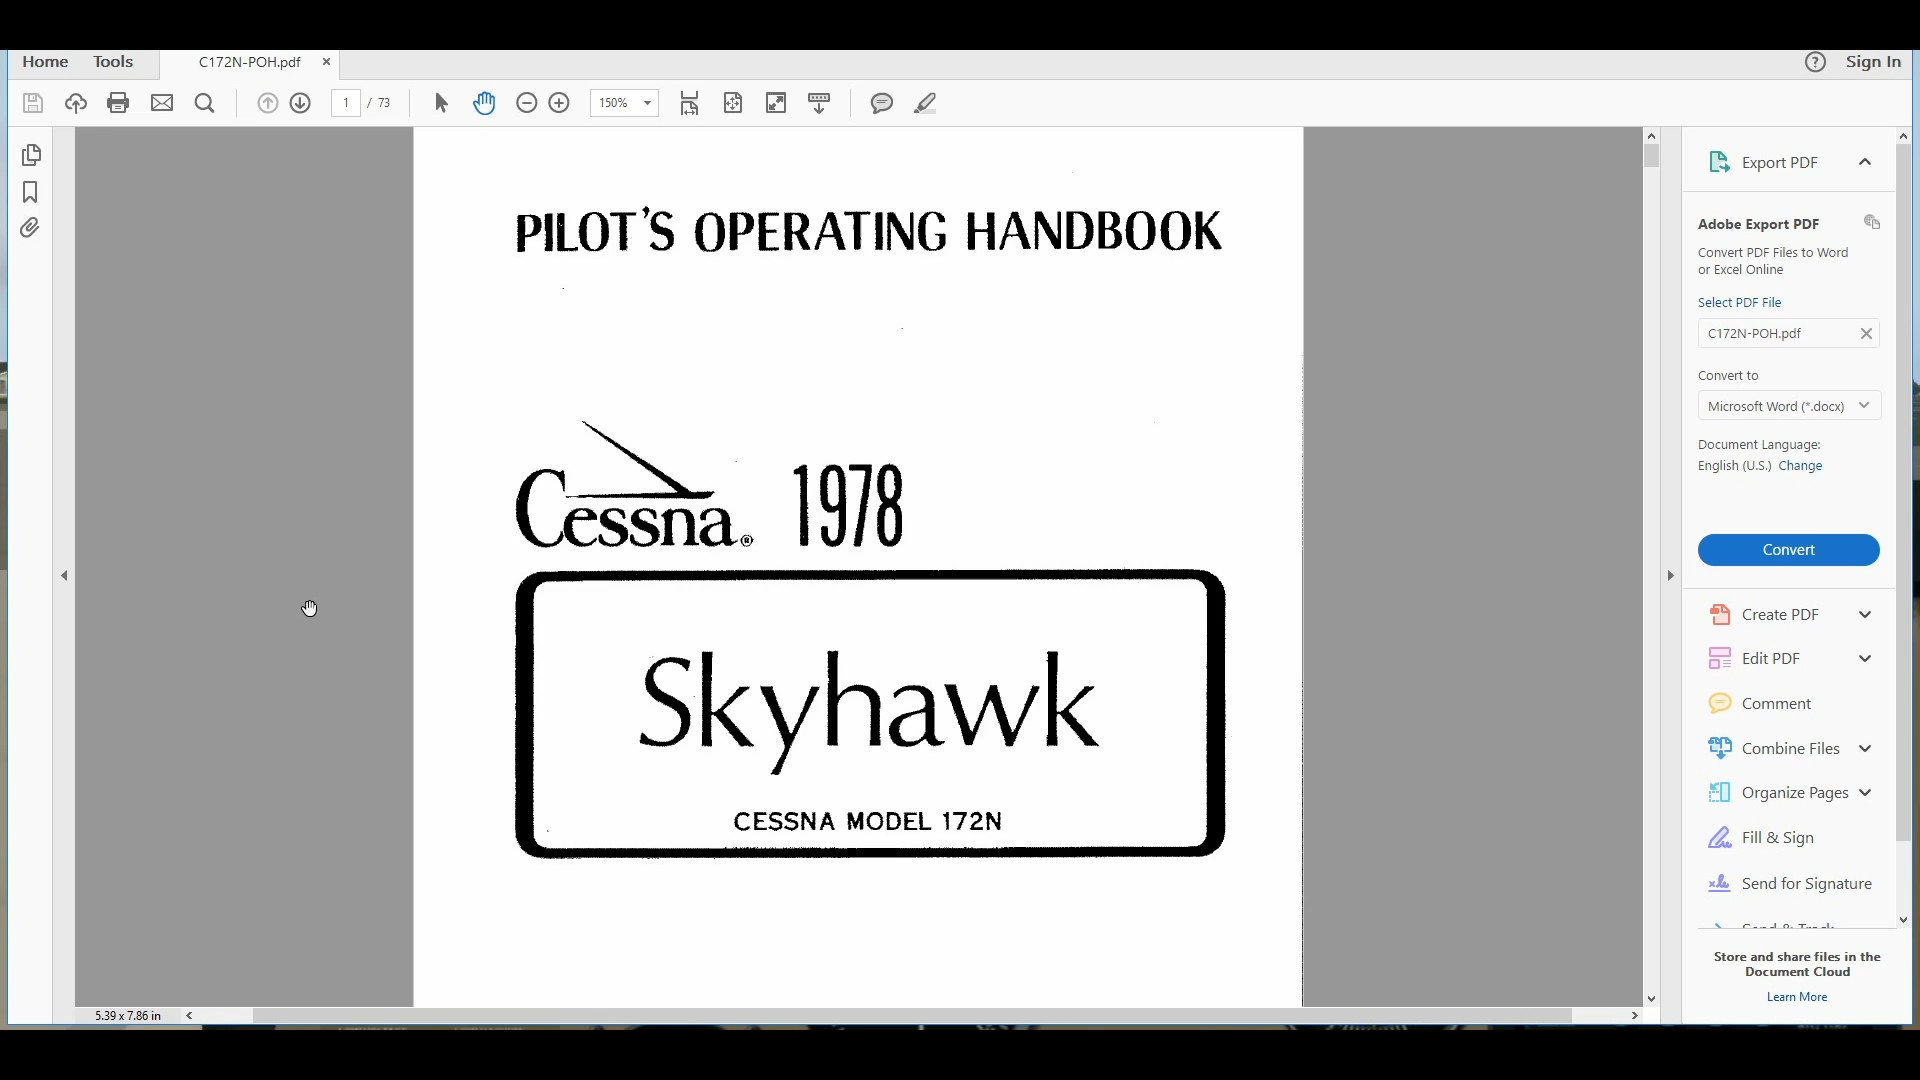 Home Tools C172N-POH.pdf × ? Sign In
1 / 73 150%
Export PDF
PILOT'S OPERATING HANDBOOK
Adobe Export PDF
Convert PDF Files to Word
or Excel Online
Select PDF File
C172N-POH.pdf
Convert to
Microsoft Word (*.docx)
Document Language:
English (U.S.) Change
Cessna® 1978
Convert
Skyhawk
CESSNA MODEL 172N
Create PDF
Edit PDF
Comment
Combine Files
Organize Pages
Fill & Sign
Send for Signature
Send & Track
Store and share files in the
Document Cloud
Learn More
5.39 x 7.86 in